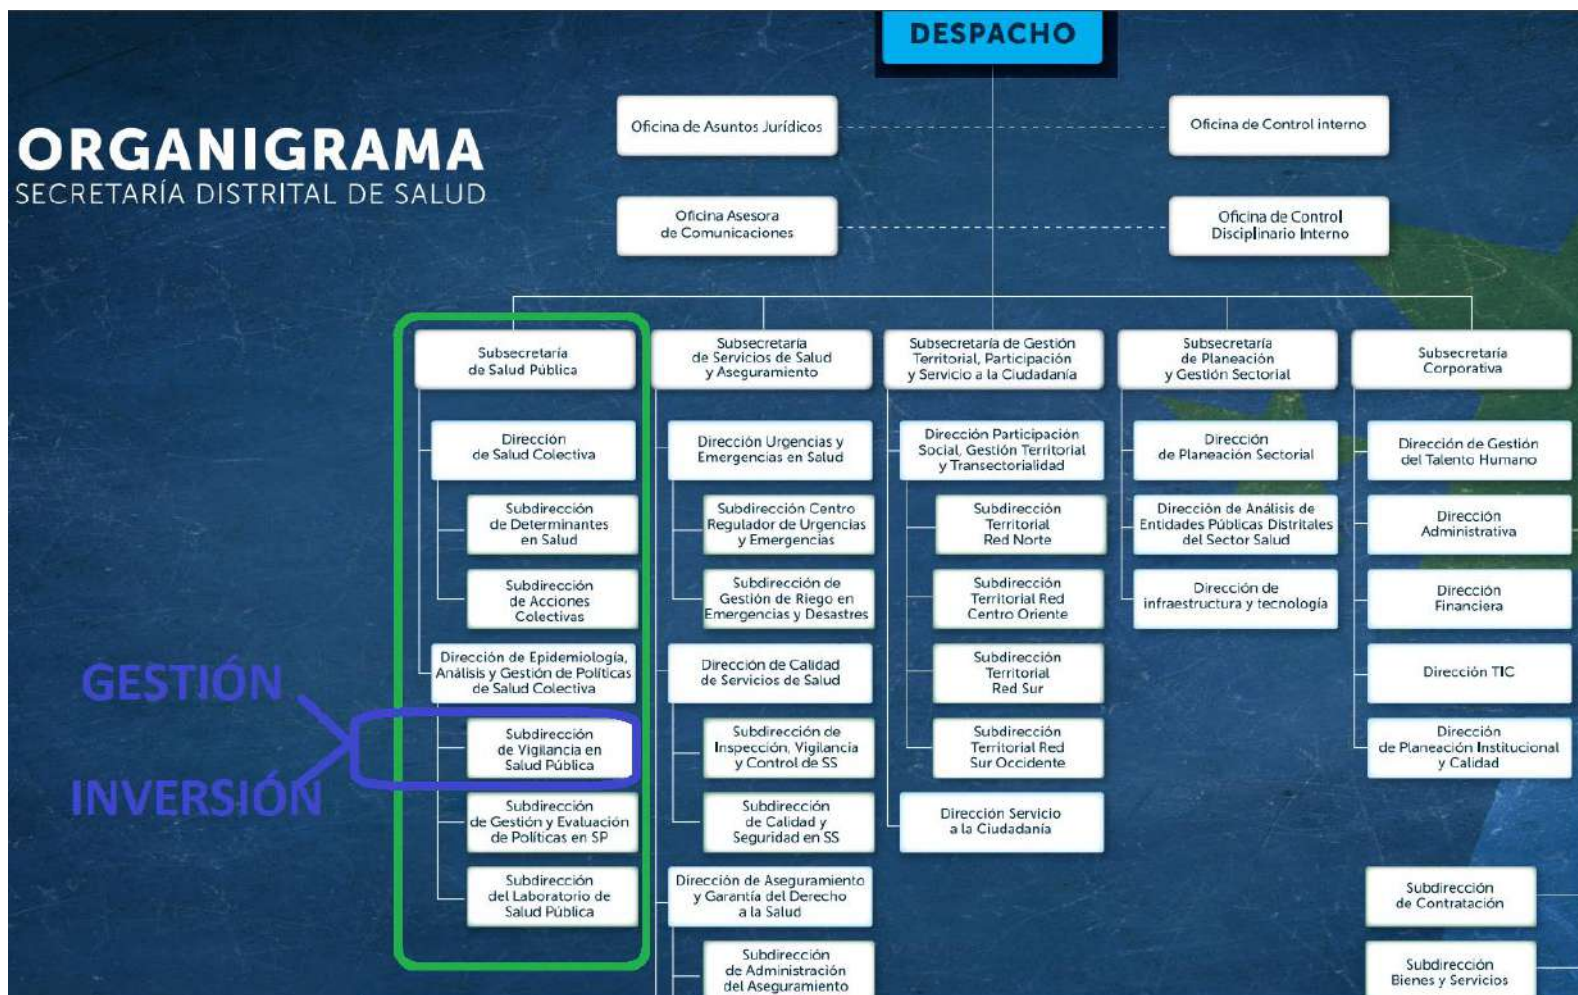 DESPACHO
ORGANIGRAMA
SECRETARÍA DISTRITAL DE SALUD
Oficina de Asuntos Jurídicos
Oficina de Control interno
Oficina Asesora
de Comunicaciones
Oficina de Control
Disciplinario Interno
Subsecretaría
de Salud Pública
Dirección
de Salud Colectiva
Subdirección
de Determinantes
en Salud
Subdirección
de Acciones
Colectivas
Dirección de Epidemiología,
Análisis y Gestión de Políticas
de Salud Colectiva
GESTIÓN
INVERSIÓN
Subdirección
de Vigilancia en
Salud Pública
Subdirección
de Gestión y Evaluación
de Políticas en SP
Subdirección
del Laboratorio de
Salud Pública
Subsecretaría
de Servicios de Salud
y Aseguramiento
Dirección Urgencias y
Emergencias en Salud
Subdirección Centro
Regulador de Urgencias
y Emergencias
Subdirección de
Gestión de Riego en
Emergencias y Desastres
Dirección de Calidad
de Servicios de Salud
Subdirección de
Inspección, Vigilancia
y Control de SS
Subdirección
de Calidad y
Seguridad en SS
Dirección de Aseguramiento
y Garantía del Derecho
a la Salud
Subdirección
de Administración
del Aseguramiento
Subsecretaría de Gestión
Territorial, Participación
y Servicio a la Ciudadanía
Dirección Participación
Social, Gestión Territorial
y Transectorialidad
Subdirección
Territorial
Red Norte
Subdirección
Territorial Red
Centro Oriente
Subdirección
Territorial
Red Sur
Subdirección
Territorial Red
Sur Occidente
Dirección Servicio
a la Ciudadanía
Subsecretaría
de Planeación
y Gestión Sectorial
Dirección
de Planeación Sectorial
Dirección de Análisis de
Entidades Públicas Distritales
del Sector Salud
Dirección de
infraestructura y tecnología
Subsecretaría
Corporativa
Dirección de Gestión
del Talento Humano
Dirección
Administrativa
Dirección
Financiera
Dirección TIC
Dirección
de Planeación Institucional
y Calidad
Subdirección
de Contratación
Subdirección
Bienes y Servicios